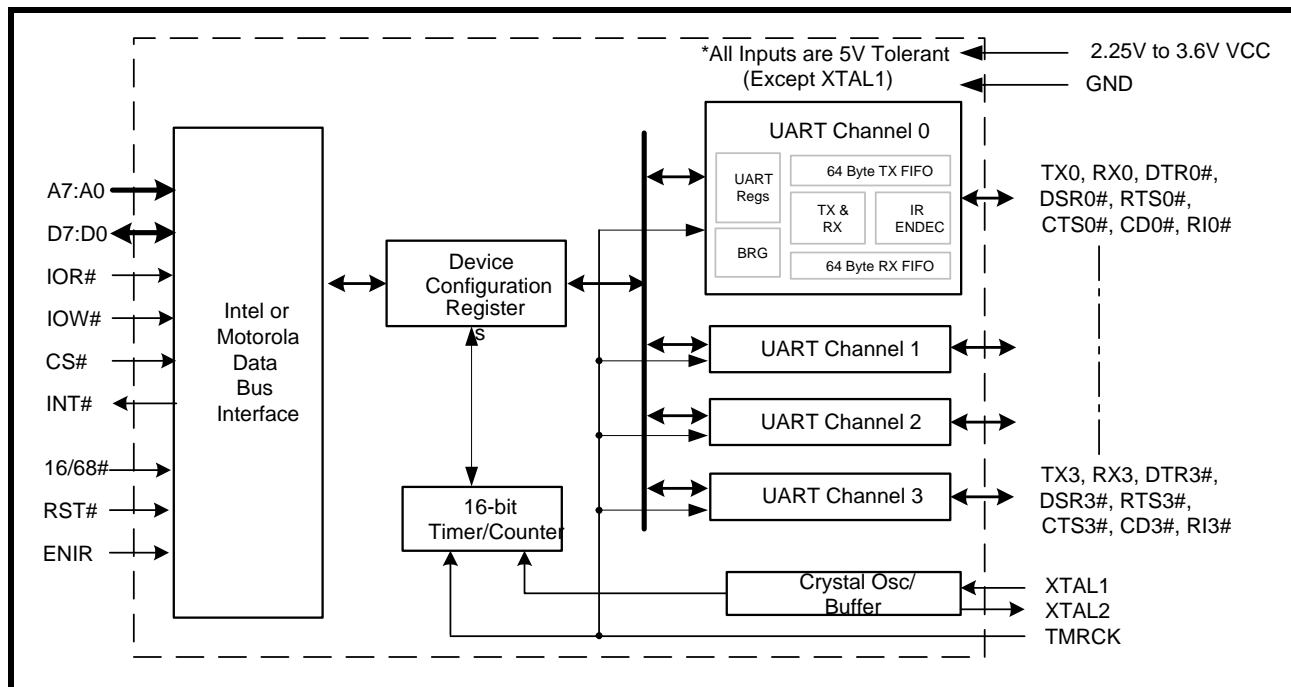 *All Inputs are 5V Tolerant
(Except XTAL1)
2.25V to 3.6V VCC
GND
A7:A0
D7:D0
IOR#
IOW#
CS#
INT#
16/68#
RST#
ENIR
Intel or
Motorola
Data
Bus
Interface
Device
Configuration
Register
s
16-bit
Timer/Counter
UART Channel 0
UART
Regs
BRG
64 Byte TX FIFO
TX &
RX
IR
ENDEC
64 Byte RX FIFO
UART Channel 1
UART Channel 2
UART Channel 3
Crystal Osc/
Buffer
TX0, RX0, DTR0#,
DSR0#, RTS0#,
CTS0#, CD0#, RI0#
TX3, RX3, DTR3#,
DSR3#, RTS3#,
CTS3#, CD3#, RI3#
XTAL1
XTAL2
TMRCK